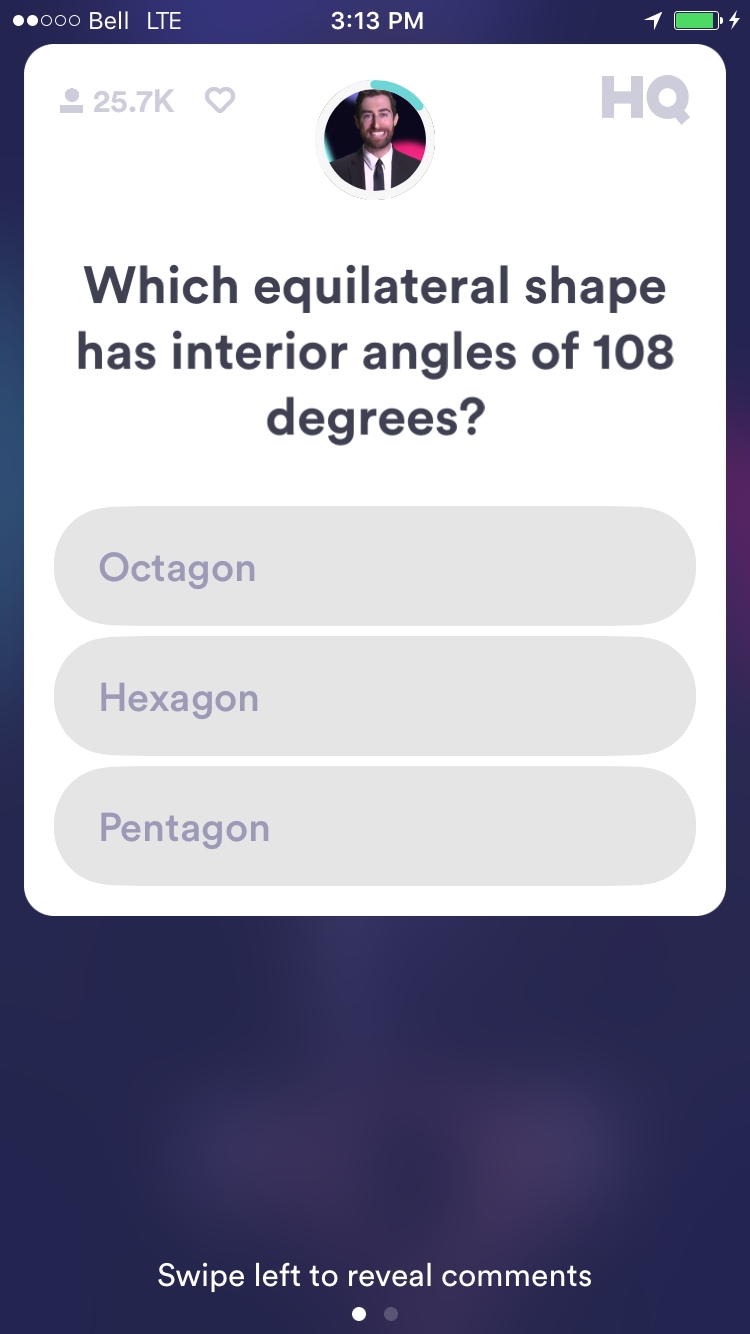 Bell LTE 3:13 PM
25.7K HQ
Which equilateral shape
has interior angles of 108
degrees?
Octagon
Hexagon
Pentagon
Swipe left to reveal comments